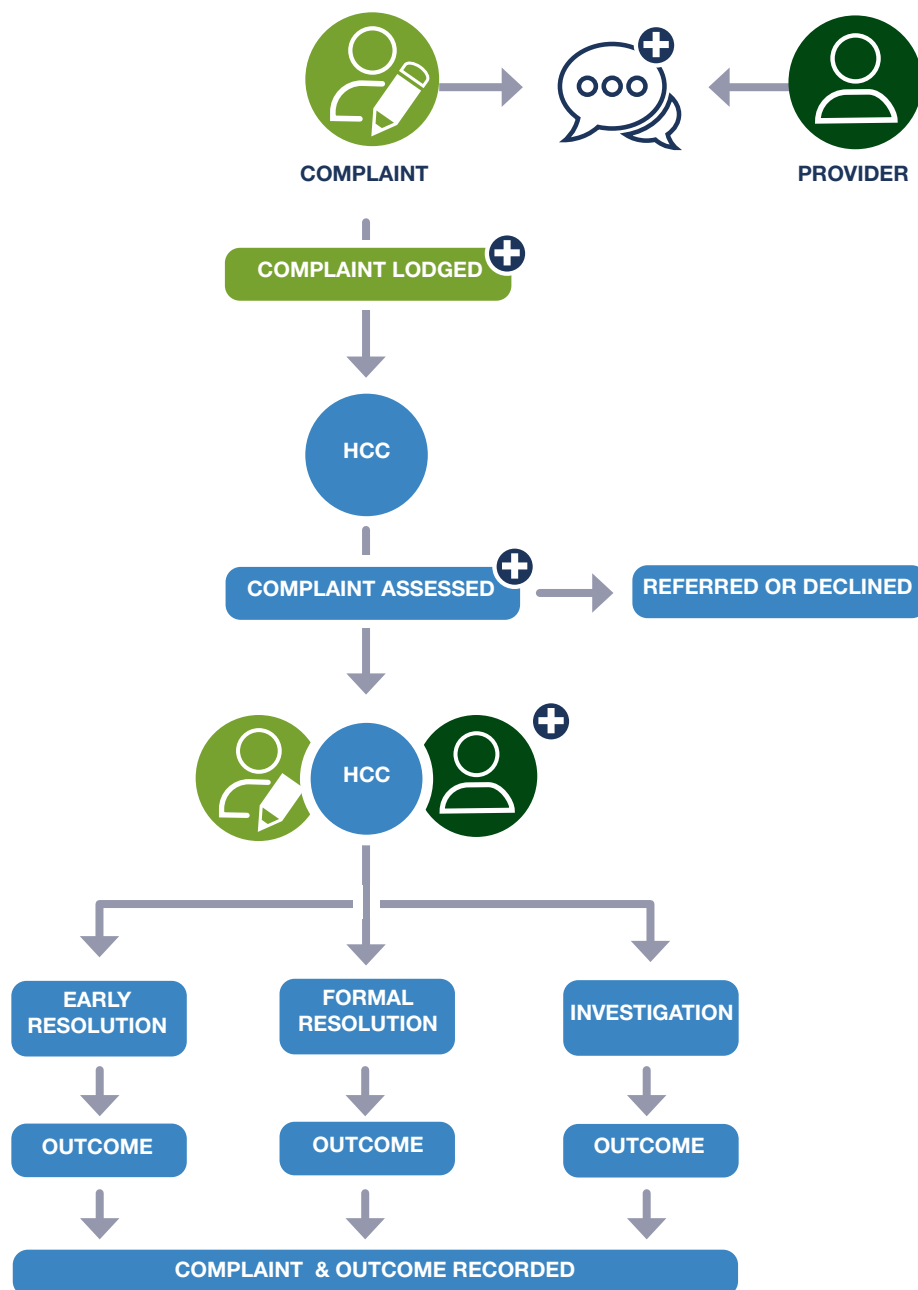 COMPLAINT
PROVIDER
COMPLAINT LODGED
HCC
COMPLAINT ASSESSED
REFERRED OR DECLINED
HCC
EARLY
RESOLUTION
FORMAL
RESOLUTION
INVESTIGATION
OUTCOME
OUTCOME
OUTCOME
COMPLAINT & OUTCOME RECORDED